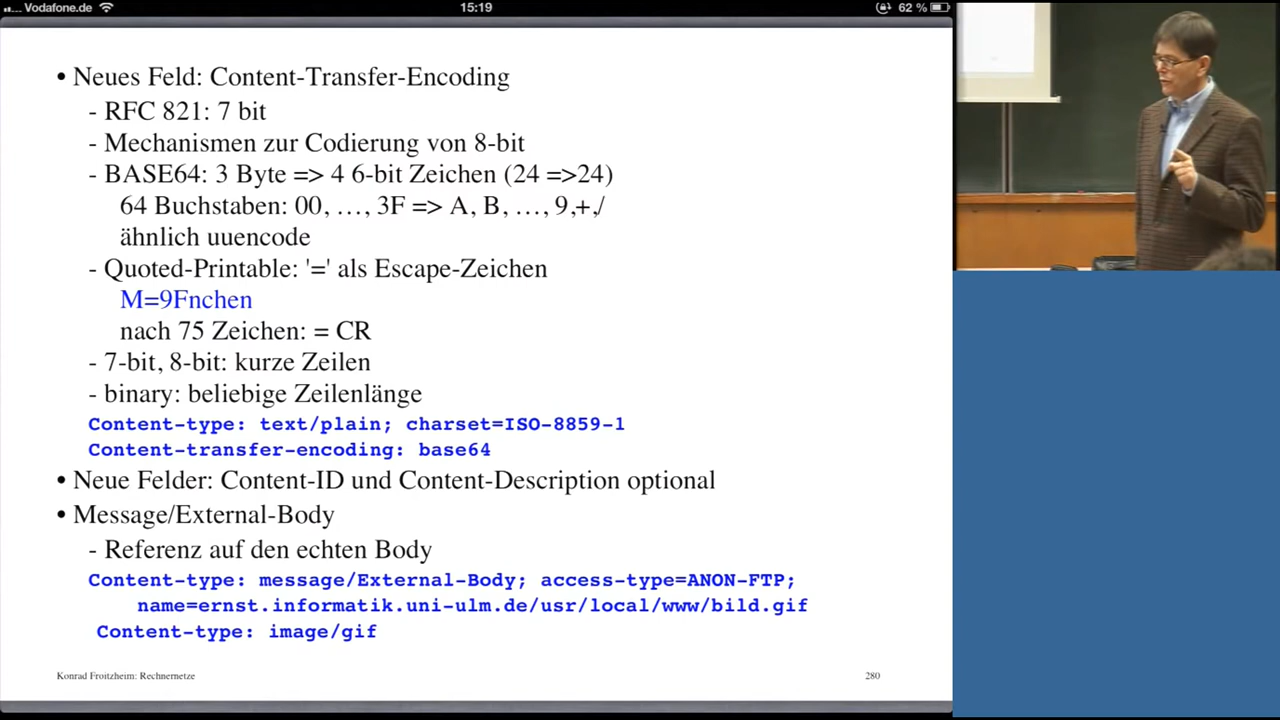 Vodafone.de 15:19 62 %
• Neues Feld: Content-Transfer-Encoding
- RFC 821: 7 bit
- Mechanismen zur Codierung von 8-bit
- BASE64: 3 Byte => 4 6-bit Zeichen (24 =>24)
64 Buchstaben: 00, …, 3F => A, B, …, 9,+,/
ähnlich uuencode
- Quoted-Printable: '=' als Escape-Zeichen
M=9Fnchen
nach 75 Zeichen: = CR
- 7-bit, 8-bit: kurze Zeilen
- binary: beliebige Zeilenlänge
Content-type: text/plain; charset=ISO-8859-1
Content-transfer-encoding: base64
• Neue Felder: Content-ID und Content-Description optional
• Message/External-Body
- Referenz auf den echten Body
Content-type: message/External-Body; access-type=ANON-FTP;
name=ernst.informatik.uni-ulm.de/usr/local/www/bild.gif
Content-type: image/gif
Konrad Froitzheim: Rechnernetze 280